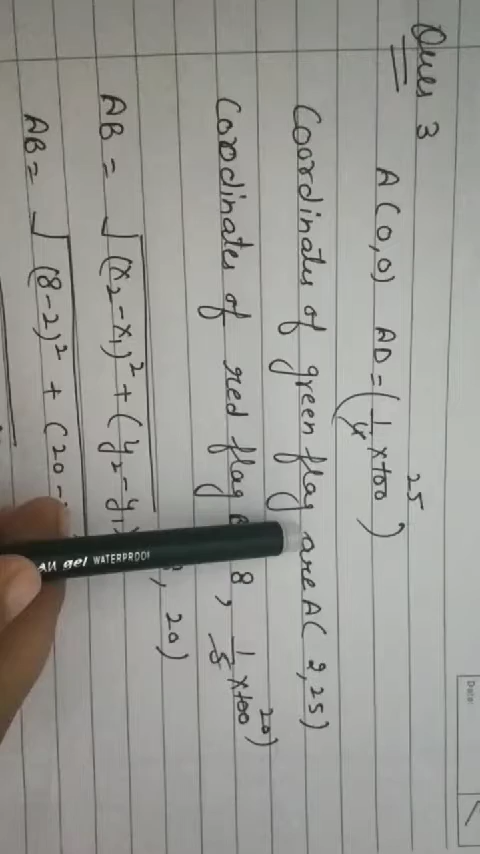 Ques 3
A(0,0) AD = (1/4 x 100 25)
Coordinates of green flag are A(2,25)
Corodinates of red flag 8, 1/5 x 100 20)
, 20)
AB = √(x2-x1)² + (y2-y1
AB = √(8-2)² + (20-
gel WATERPROOF
Date: